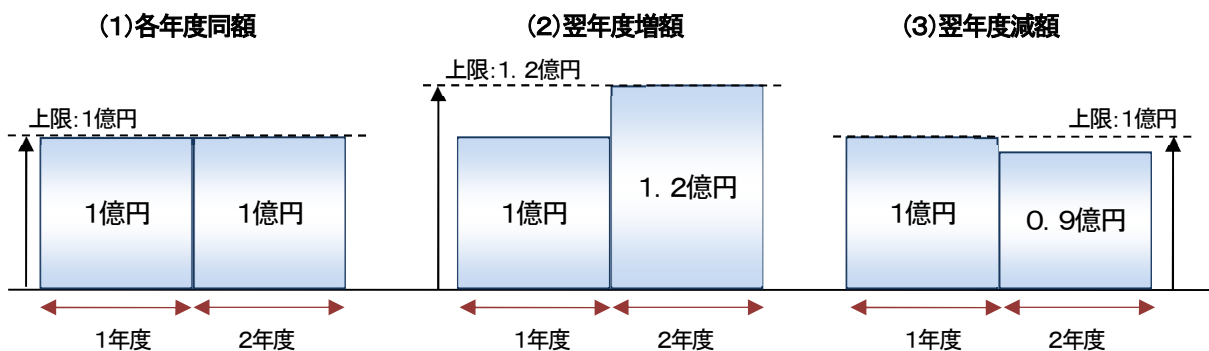 (1)各年度同額
上限:1億円
1億円
1億円
1年度
2年度
(2)翌年度増額
上限:1.2億円
1億円
1.2億円
1年度
2年度
(3)翌年度減額
上限:1億円
1億円
0.9億円
1年度
2年度